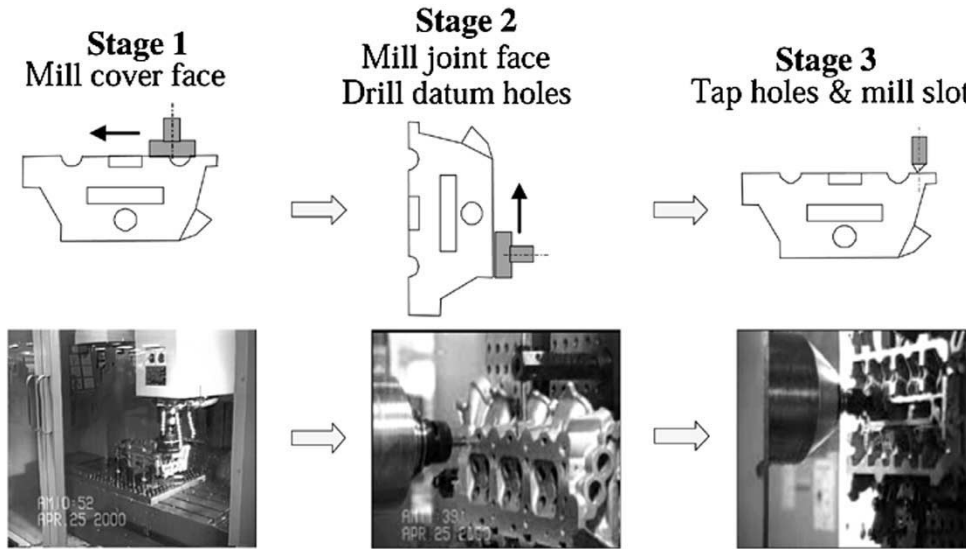 Stage 1
Mill cover face
Stage 2
Mill joint face
Drill datum holes
Stage 3
Tap holes & mill slot
AM10:52
APR.25 2000
APR.25 2000